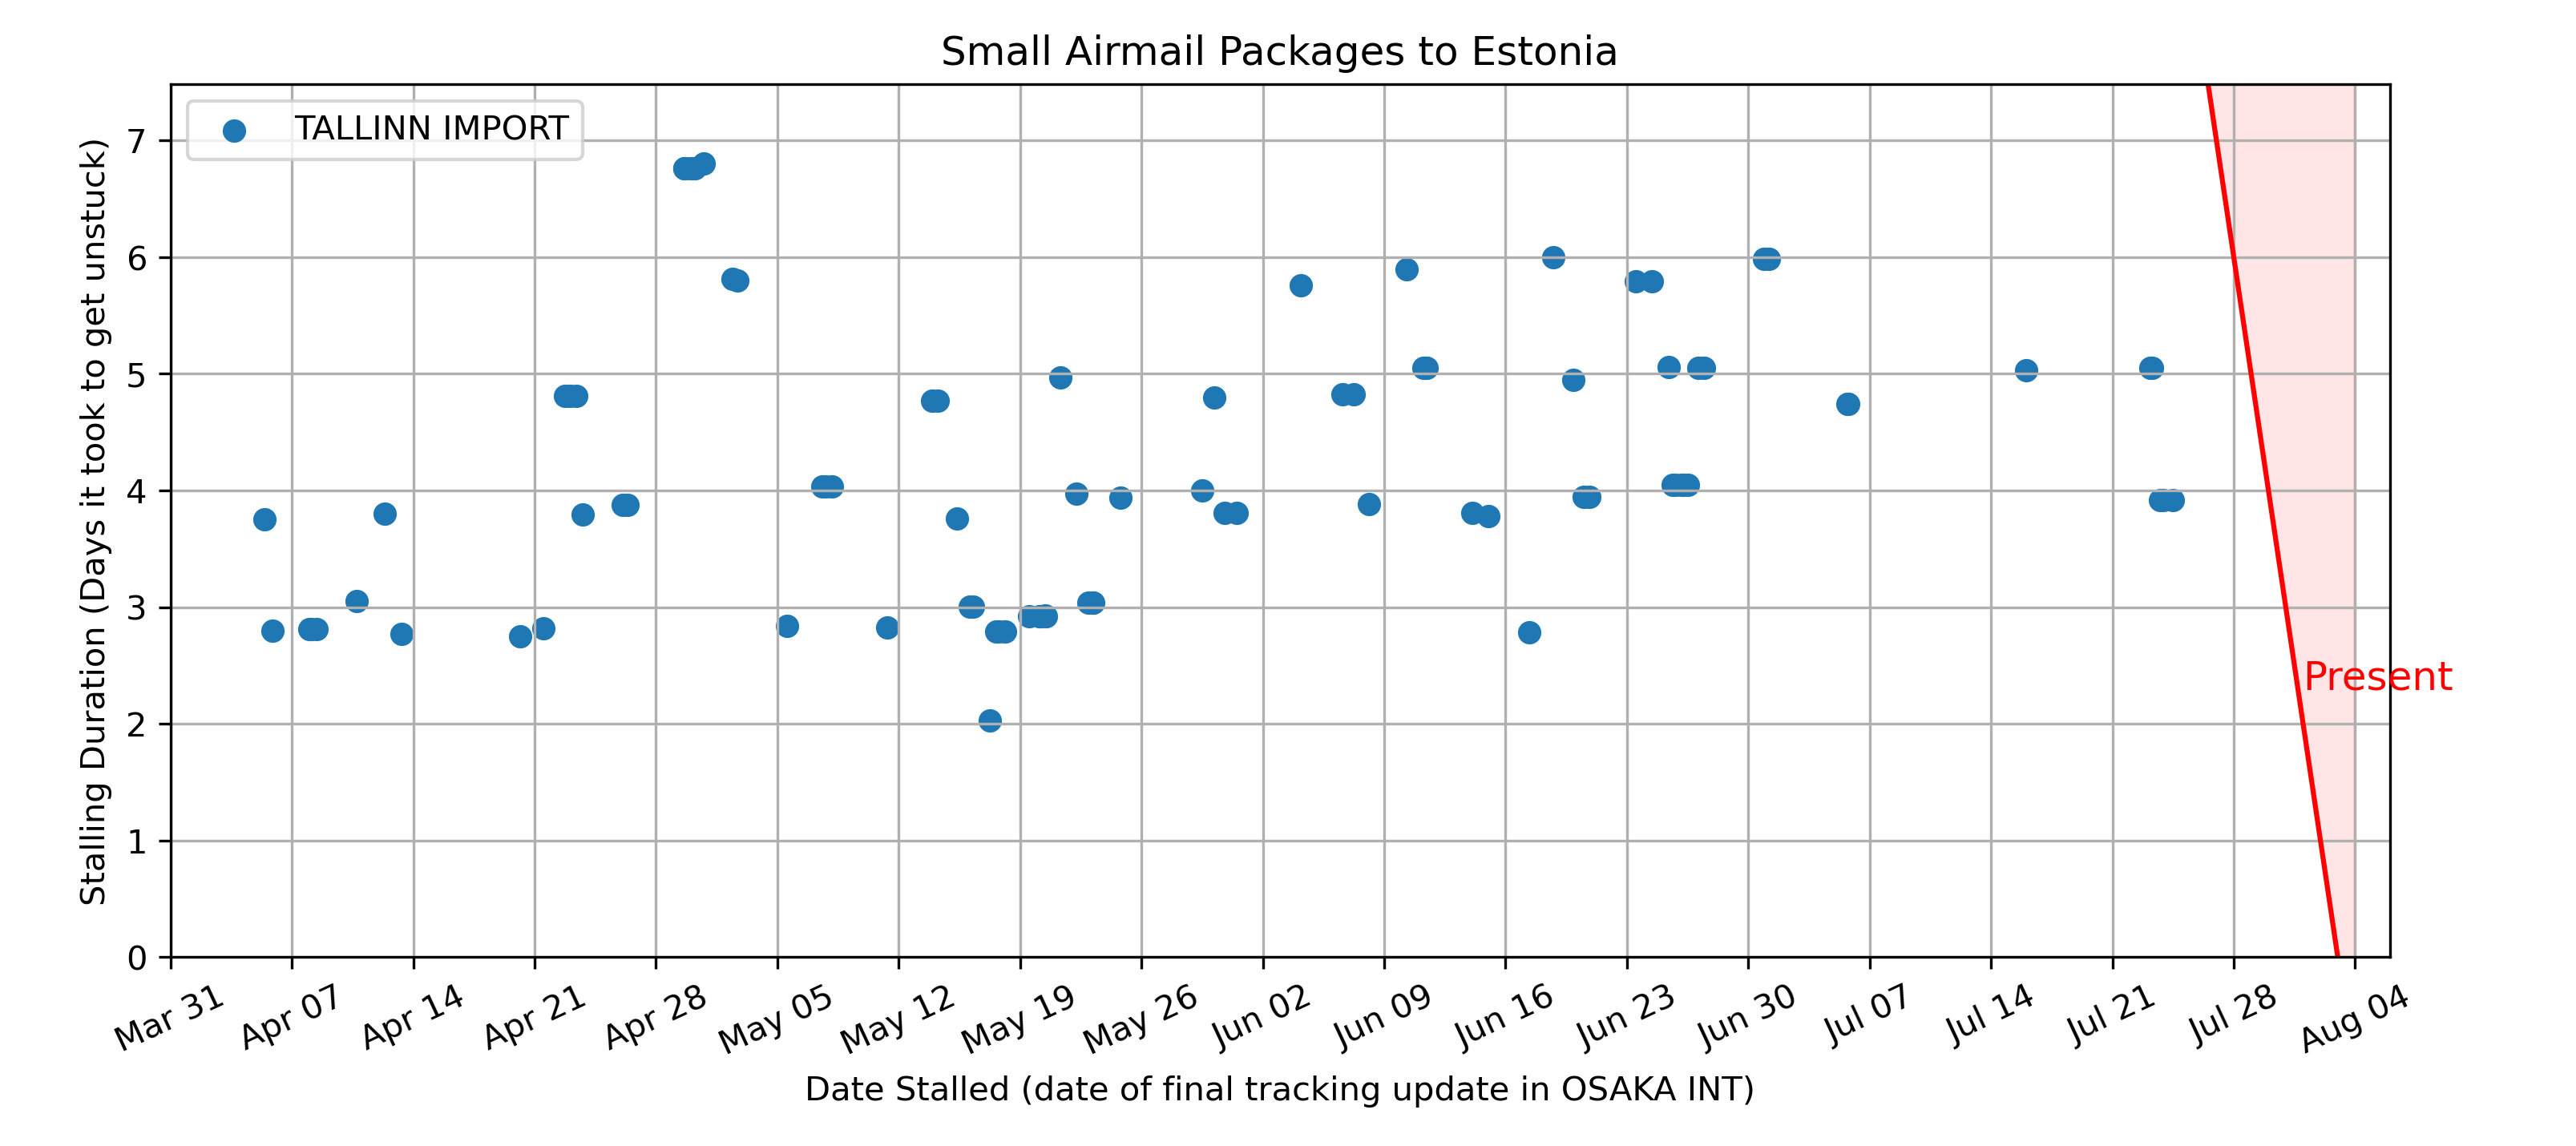 Small Airmail Packages to Estonia
TALLINN IMPORT
Stalling Duration (Days it took to get unstuck)
7
6
5
4
3
2
1
0
Present
Mar 31
Apr 07
Apr 14
Apr 21
Apr 28
May 05
May 12
May 19
May 26
Jun 02
Jun 09
Jun 16
Jun 23
Jun 30
Jul 07
Jul 14
Jul 21
Jul 28
Aug 04
Date Stalled (date of final tracking update in OSAKA INT)